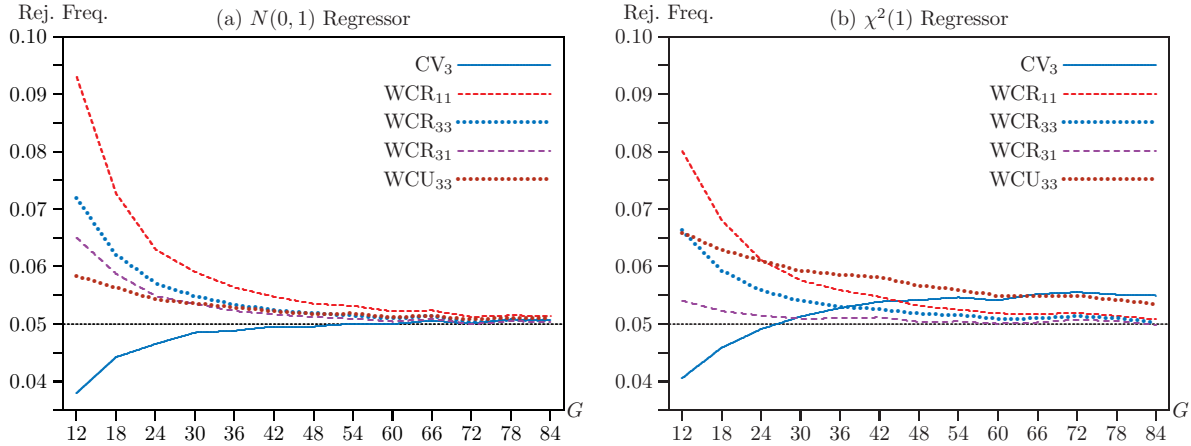 Rej. Freq.
(a) N(0, 1) Regressor
0.10
0.09
0.08
0.07
0.06
0.05
0.04
CV₃
WCR₁₁
WCR₃₃
WCR₃₁
WCU₃₃
G
12 18 24 30 36 42 48 54 60 66 72 78 84
Rej. Freq.
(b) χ²(1) Regressor
0.10
0.09
0.08
0.07
0.06
0.05
0.04
CV₃
WCR₁₁
WCR₃₃
WCR₃₁
WCU₃₃
G
12 18 24 30 36 42 48 54 60 66 72 78 84